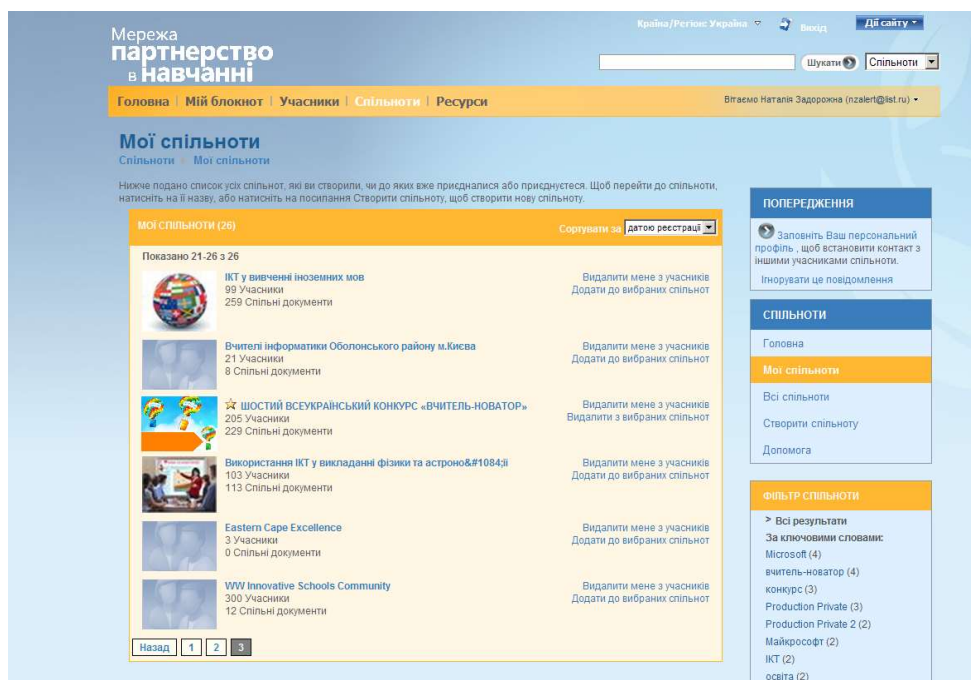 Мережа
партнерство
в навчанні
Країна/Регіон: Україна
Вихід
Дії сайту
Шукати
Спільноти
Головна | Мій блокнот | Учасники | Спільноти | Ресурси
Вітаємо Наталія Задорожна (nzalert@list.ru)
Мої спільноти
Спільноти
Мої спільноти
Нижче подано список усіх спільнот, які ви створили, чи до яких вже приєдналися або приєднуєтеся. Щоб перейти до спільноти,
натисніть на її назву, або натисніть на посилання Створити спільноту, щоб створити нову спільноту.
МОЇ СПІЛЬНОТИ (26)
Сортувати за датою реєстрації
Показано 21-26 з 26
ІКТ у вивченні іноземних мов
99 Учасники
259 Спільні документи
Видалити мене з учасників
Додати до вибраних спільнот
Вчителі інформатики Оболонського району м.Києва
21 Учасники
8 Спільні документи
Видалити мене з учасників
Додати до вибраних спільнот
ШОСТИЙ ВСЕУКРАЇНСЬКИЙ КОНКУРС «ВЧИТЕЛЬ-НОВАТОР»
205 Учасники
229 Спільні документи
Видалити мене з учасників
Видалити з вибраних спільнот
Використання ІКТ у викладанні фізики та астроно&#1084;ії
103 Учасники
113 Спільні документи
Видалити мене з учасників
Додати до вибраних спільнот
Eastern Cape Excellence
3 Учасники
0 Спільні документи
Видалити мене з учасників
Додати до вибраних спільнот
WW Innovative Schools Community
300 Учасники
12 Спільні документи
Видалити мене з учасників
Додати до вибраних спільнот
Назад 1 2 3
ПОПЕРЕДЖЕННЯ
Заповніть Ваш персональний
профіль , щоб встановити контакт з
іншими учасниками спільноти.
Ігнорувати це повідомлення
СПІЛЬНОТИ
Головна
Мої спільноти
Всі спільноти
Створити спільноту
Допомога
ФІЛЬТР СПІЛЬНОТИ
> Всі результати
За ключовими словами:
Microsoft (4)
вчитель-новатор (4)
конкурс (3)
Production Private (3)
Production Private 2 (2)
Майкрософт (2)
ІКТ (2)
освіта (2)